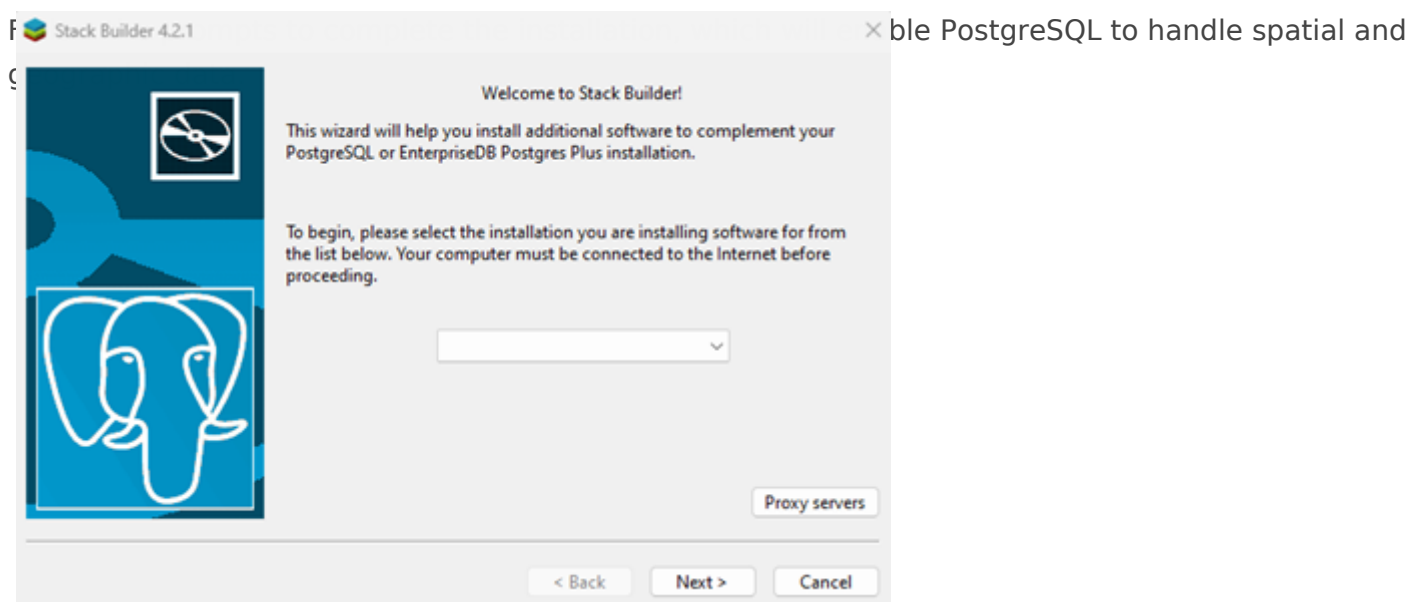 Stack Builder 4.2.1
ble PostgreSQL to handle spatial and
Welcome to Stack Builder!
This wizard will help you install additional software to complement your
PostgreSQL or EnterpriseDB Postgres Plus installation.
To begin, please select the installation you are installing software for from
the list below. Your computer must be connected to the Internet before
proceeding.
Proxy servers
< Back Next > Cancel